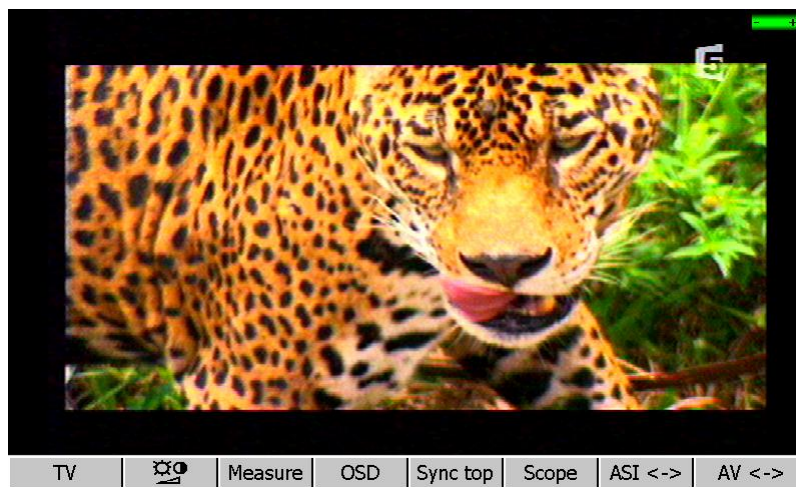 - +
5
TV Measure OSD Sync top Scope ASI <-> AV <->